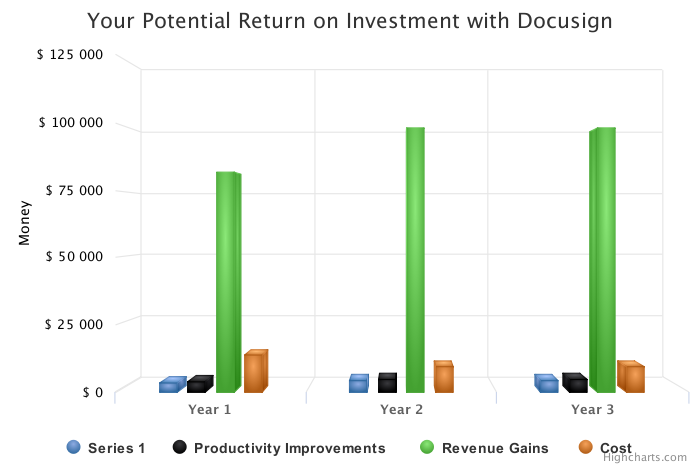 Your Potential Return on Investment with Docusign
Money
$ 125 000
$ 100 000
$ 75 000
$ 50 000
$ 25 000
$ 0
Year 1 Year 2 Year 3
Series 1 Productivity Improvements Revenue Gains Cost
Highcharts.com